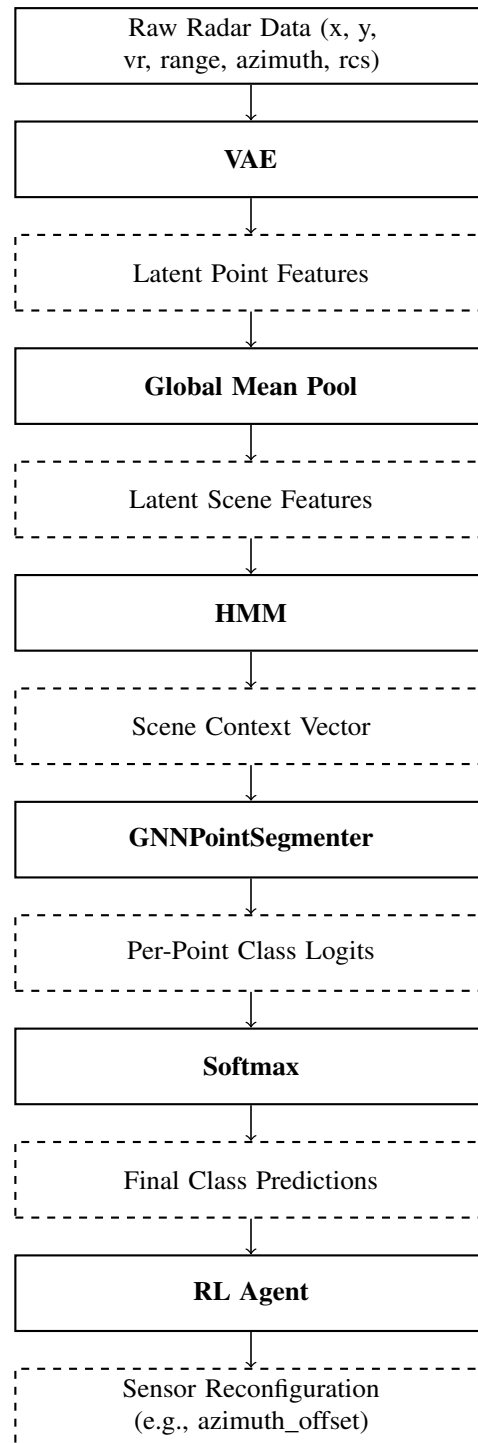 Raw Radar Data (x, y,
vr, range, azimuth, rcs)
VAE
Latent Point Features
Global Mean Pool
Latent Scene Features
HMM
Scene Context Vector
GNNPointSegmenter
Per-Point Class Logits
Softmax
Final Class Predictions
RL Agent
Sensor Reconfiguration
(e.g., azimuth_offset)